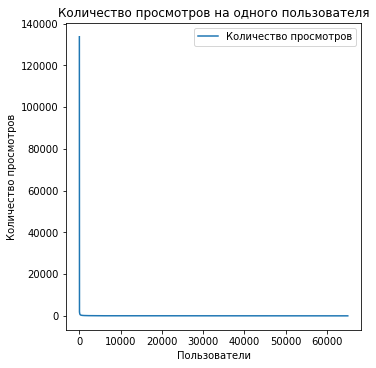 Количество просмотров на одного пользователя
140000
120000
100000
80000
60000
40000
20000
0
Количество просмотров
Количество просмотров
0 10000 20000 30000 40000 50000 60000
Пользователи